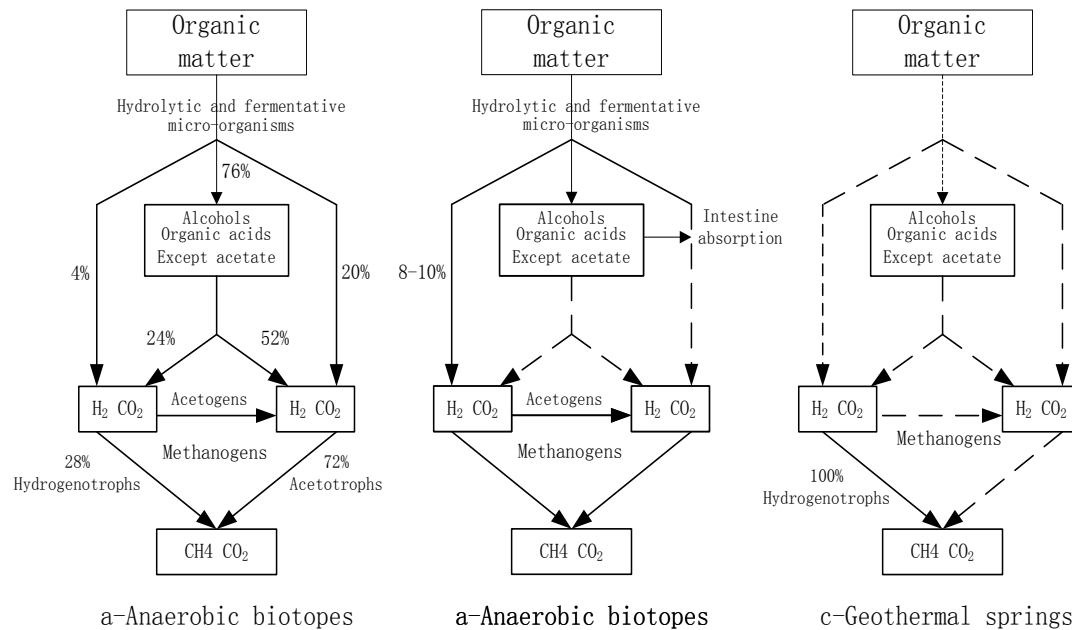 Organic
matter
Hydrolytic and fermentative
micro-organisms
76%
Alcohols
Organic acids
Except acetate
4%
20%
24%
52%
H₂ CO₂
Acetogens
H₂ CO₂
Methanogens
28%
Hydrogenotrophs
72%
Acetotrophs
CH4 CO₂
a-Anaerobic biotopes
Organic
matter
Hydrolytic and fermentative
micro-organisms
Alcohols
Organic acids
Except acetate
Intestine
absorption
8-10%
H₂ CO₂
Acetogens
H₂ CO₂
Methanogens
CH4 CO₂
a-Anaerobic biotopes
Organic
matter
Alcohols
Organic acids
Except acetate
H₂ CO₂
H₂ CO₂
Methanogens
100%
Hydrogenotrophs
CH4 CO₂
c-Geothermal springs